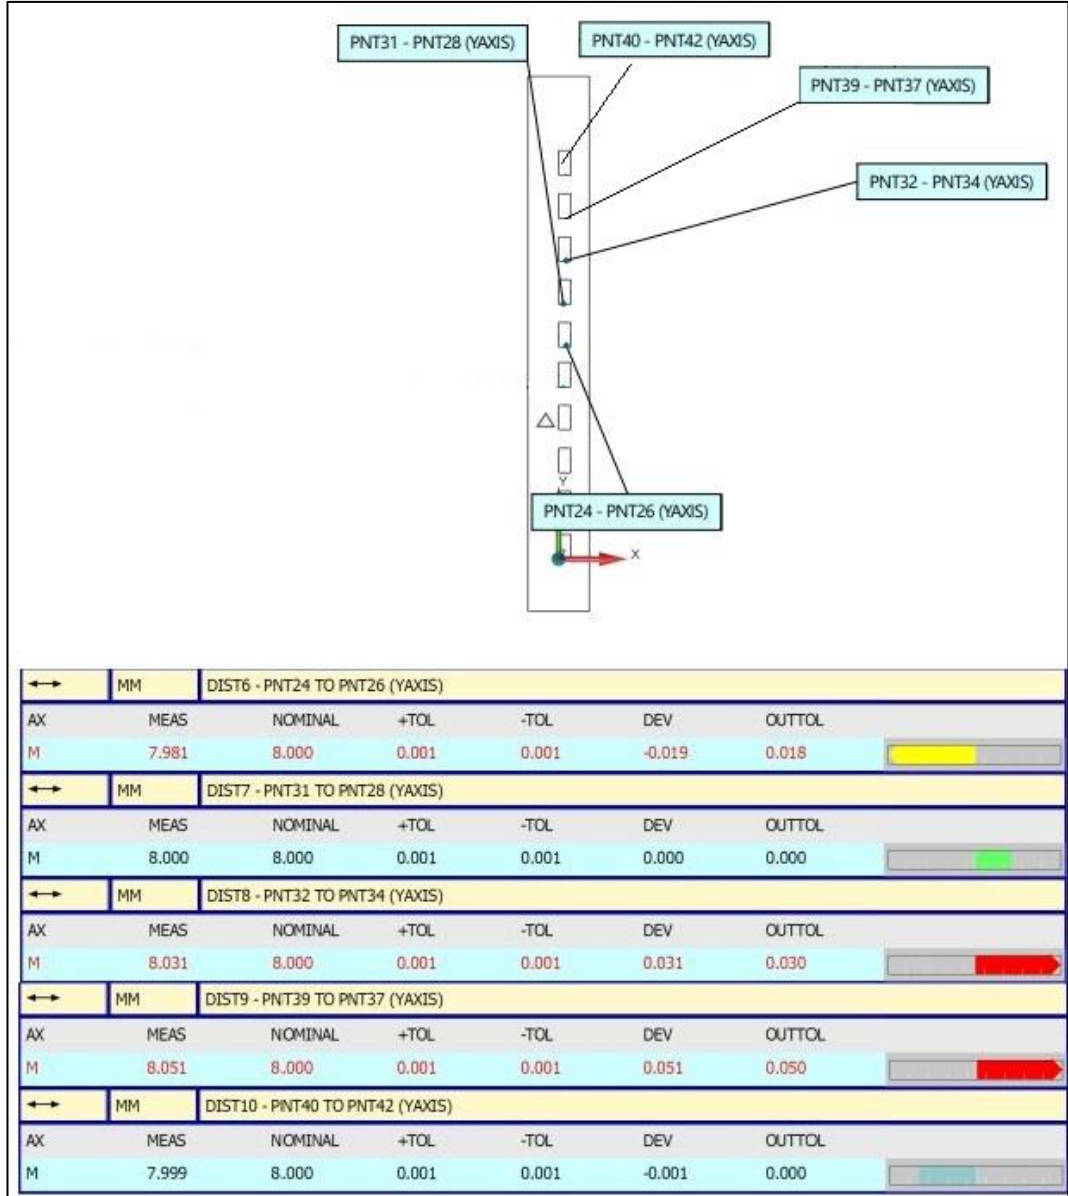 PNT31 - PNT28 (YAXIS)
PNT40 - PNT42 (YAXIS)
PNT39 - PNT37 (YAXIS)
PNT32 - PNT34 (YAXIS)
Y
PNT24 - PNT26 (YAXIS)
X
MM DIST6 - PNT24 TO PNT26 (YAXIS)
AX MEAS NOMINAL +TOL -TOL DEV OUTTOL
M 7.981 8.000 0.001 0.001 -0.019 0.018
MM DIST7 - PNT31 TO PNT28 (YAXIS)
AX MEAS NOMINAL +TOL -TOL DEV OUTTOL
M 8.000 8.000 0.001 0.001 0.000 0.000
MM DIST8 - PNT32 TO PNT34 (YAXIS)
AX MEAS NOMINAL +TOL -TOL DEV OUTTOL
M 8.031 8.000 0.001 0.001 0.031 0.030
MM DIST9 - PNT39 TO PNT37 (YAXIS)
AX MEAS NOMINAL +TOL -TOL DEV OUTTOL
M 8.051 8.000 0.001 0.001 0.051 0.050
MM DIST10 - PNT40 TO PNT42 (YAXIS)
AX MEAS NOMINAL +TOL -TOL DEV OUTTOL
M 7.999 8.000 0.001 0.001 -0.001 0.000